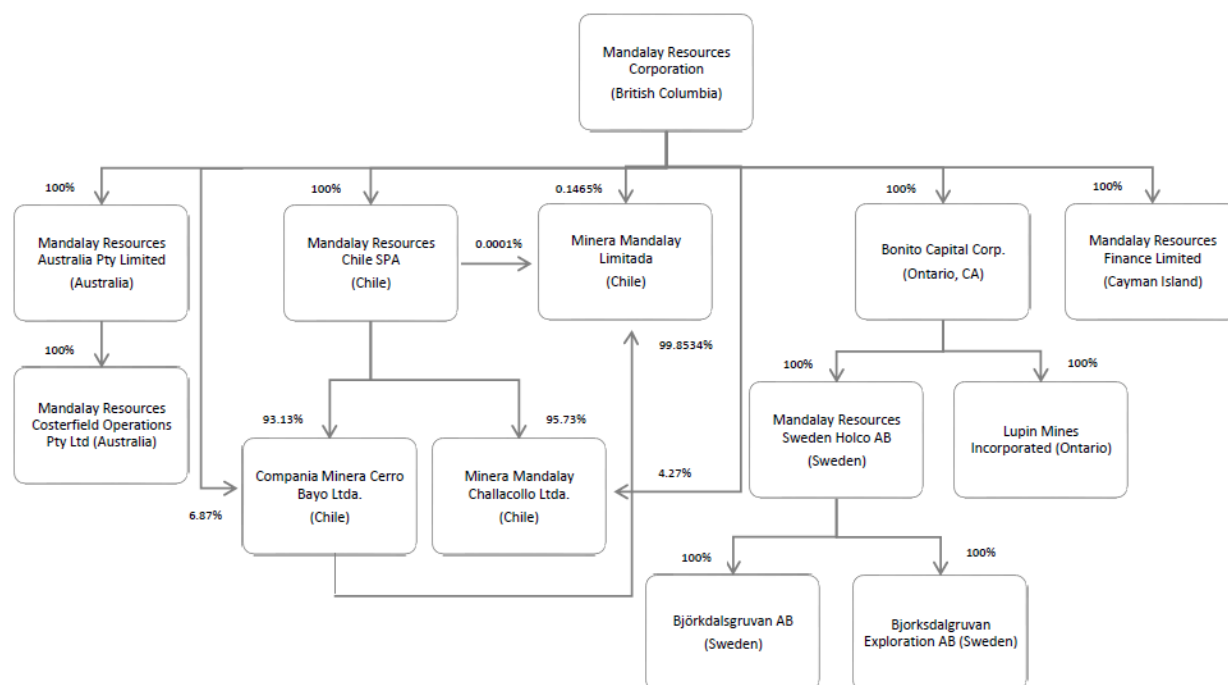 Mandalay Resources
Corporation
(British Columbia)
100%
100%
0.1465%
100%
100%
Mandalay Resources
Australia Pty Limited
(Australia)
Mandalay Resources
Chile SPA
(Chile)
0.0001%
Minera Mandalay
Limitada
(Chile)
Bonito Capital Corp.
(Ontario, CA)
Mandalay Resources
Finance Limited
(Cayman Island)
100%
99.8534%
100%
100%
Mandalay Resources
Costerfield Operations
Pty Ltd (Australia)
93.13%
95.73%
Mandalay Resources
Sweden Holco AB
(Sweden)
Lupin Mines
Incorporated (Ontario)
Compania Minera Cerro
Bayo Ltda.
(Chile)
Minera Mandalay
Challacollo Ltda.
(Chile)
4.27%
6.87%
100%
100%
Björkdalsgruvan AB
(Sweden)
Bjorksdalgruvan
Exploration AB (Sweden)